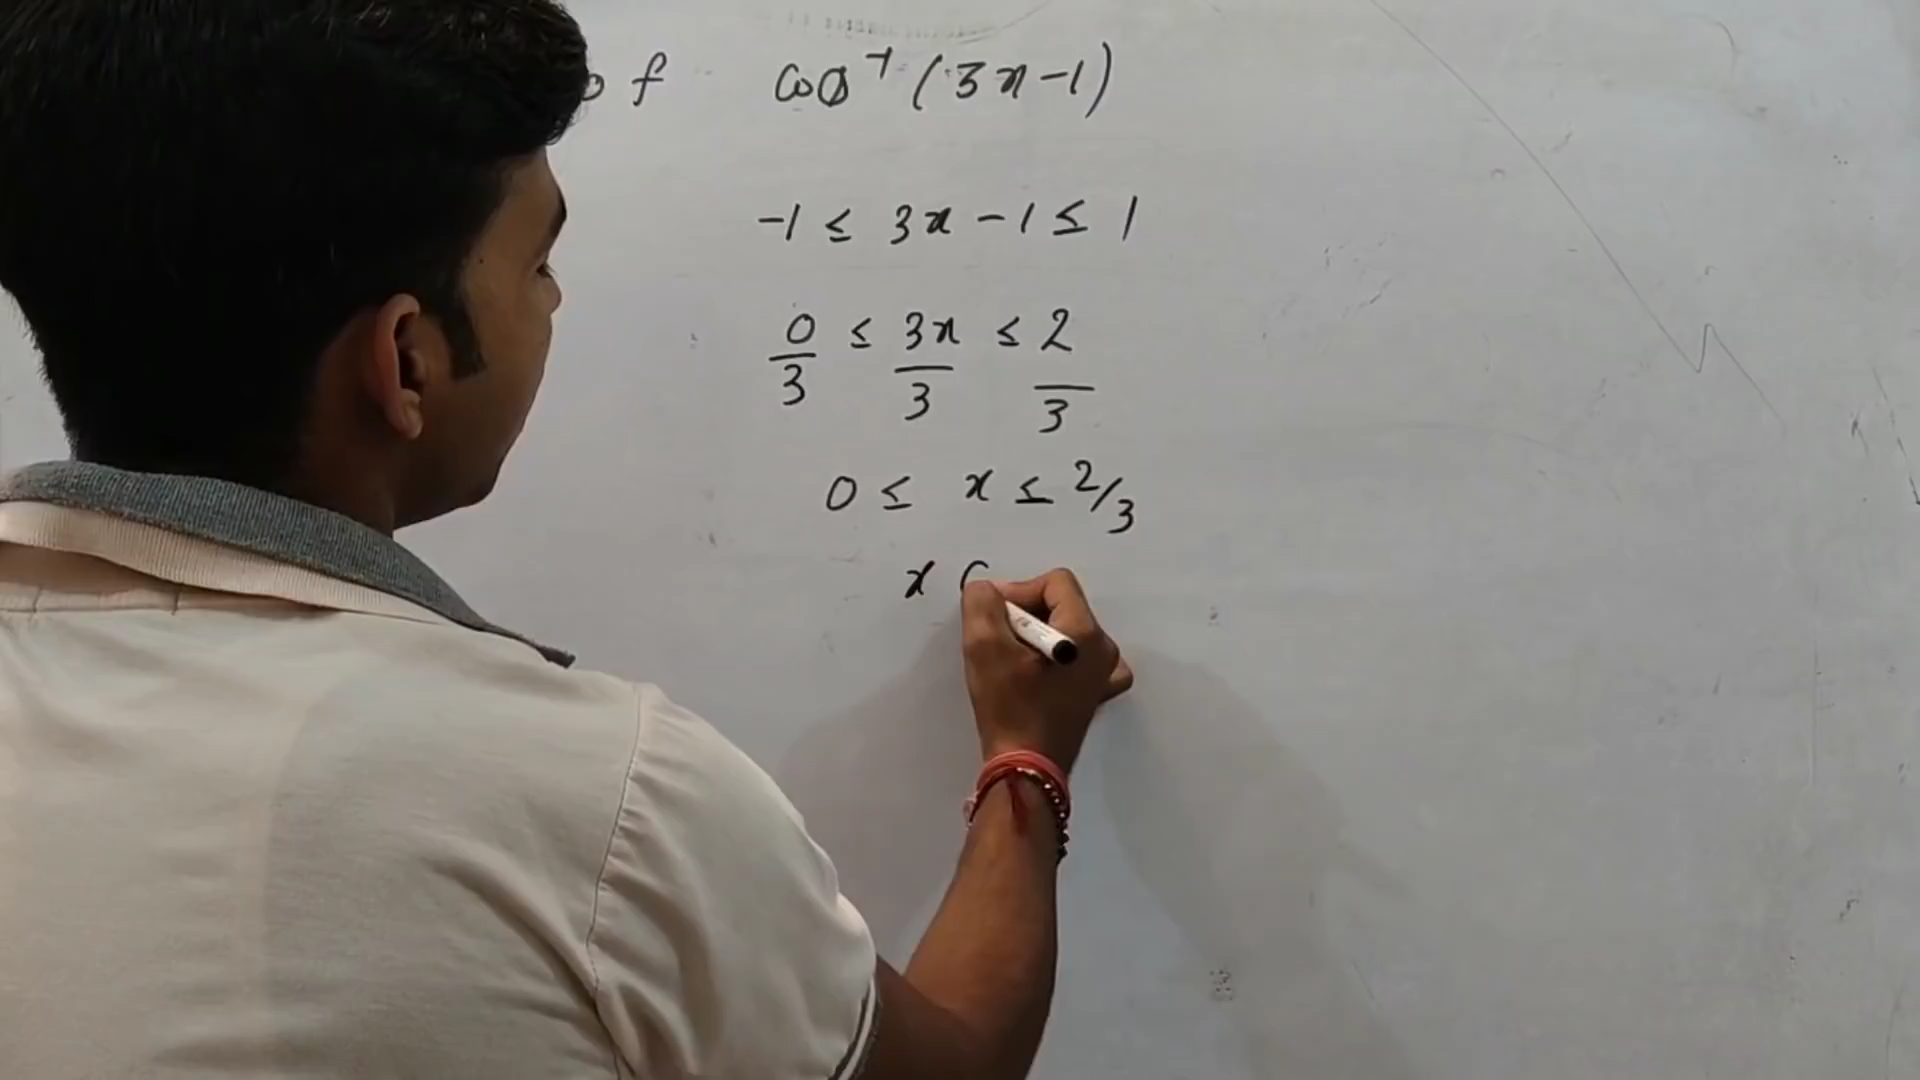 of cos⁻¹ (3x-1)
-1 ≤ 3x - 1 ≤ 1
0/3 ≤ 3x/3 ≤ 2/3
0 ≤ x ≤ 2/3
x